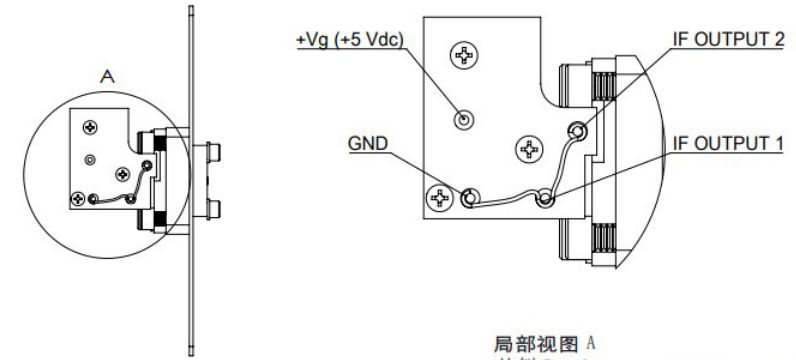 A
+Vg (+5 Vdc)
IF OUTPUT 2
GND
IF OUTPUT 1
局部视图 A